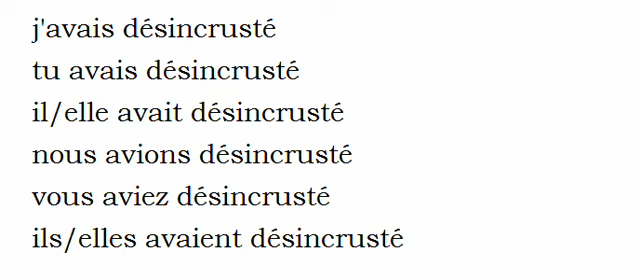 j'avais désincrusté
tu avais désincrusté
il/elle avait désincrusté
nous avions désincrusté
vous aviez désincrusté
ils/elles avaient désincrusté